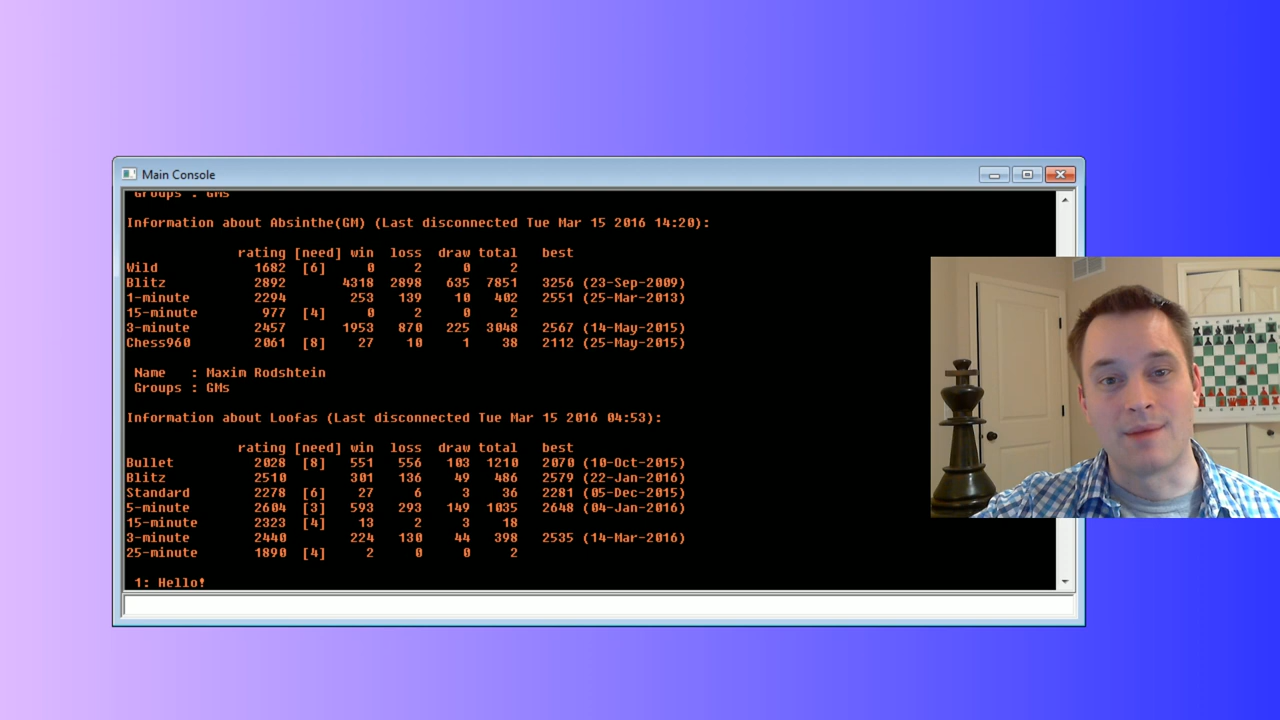 Main Console
Groups : GMs
Information about Absinthe(GM) (Last disconnected Tue Mar 15 2016 14:20):
rating [need] win loss draw total best
Wild 1682 [6] 0 2 0 2
Blitz 2892 4318 2898 635 7851 3256 (23-Sep-2009)
1-minute 2294 253 139 10 402 2551 (25-Mar-2013)
15-minute 977 [4] 0 2 0 2
3-minute 2457 1953 870 225 3048 2567 (14-May-2015)
Chess960 2061 [8] 27 10 1 38 2112 (25-May-2015)
Name : Maxim Rodshtein
Groups : GMs
Information about Loofas (Last disconnected Tue Mar 15 2016 04:53):
rating [need] win loss draw total best
Bullet 2028 [8] 551 556 103 1210 2070 (10-Oct-2015)
Blitz 2510 301 136 49 486 2579 (22-Jan-2016)
Standard 2278 [6] 27 6 3 36 2281 (05-Dec-2015)
5-minute 2604 [3] 593 293 149 1035 2648 (04-Jan-2016)
15-minute 2323 [4] 13 2 3 18
3-minute 2440 224 130 44 398 2535 (14-Mar-2016)
25-minute 1890 [4] 2 0 0 2
1: Hello!